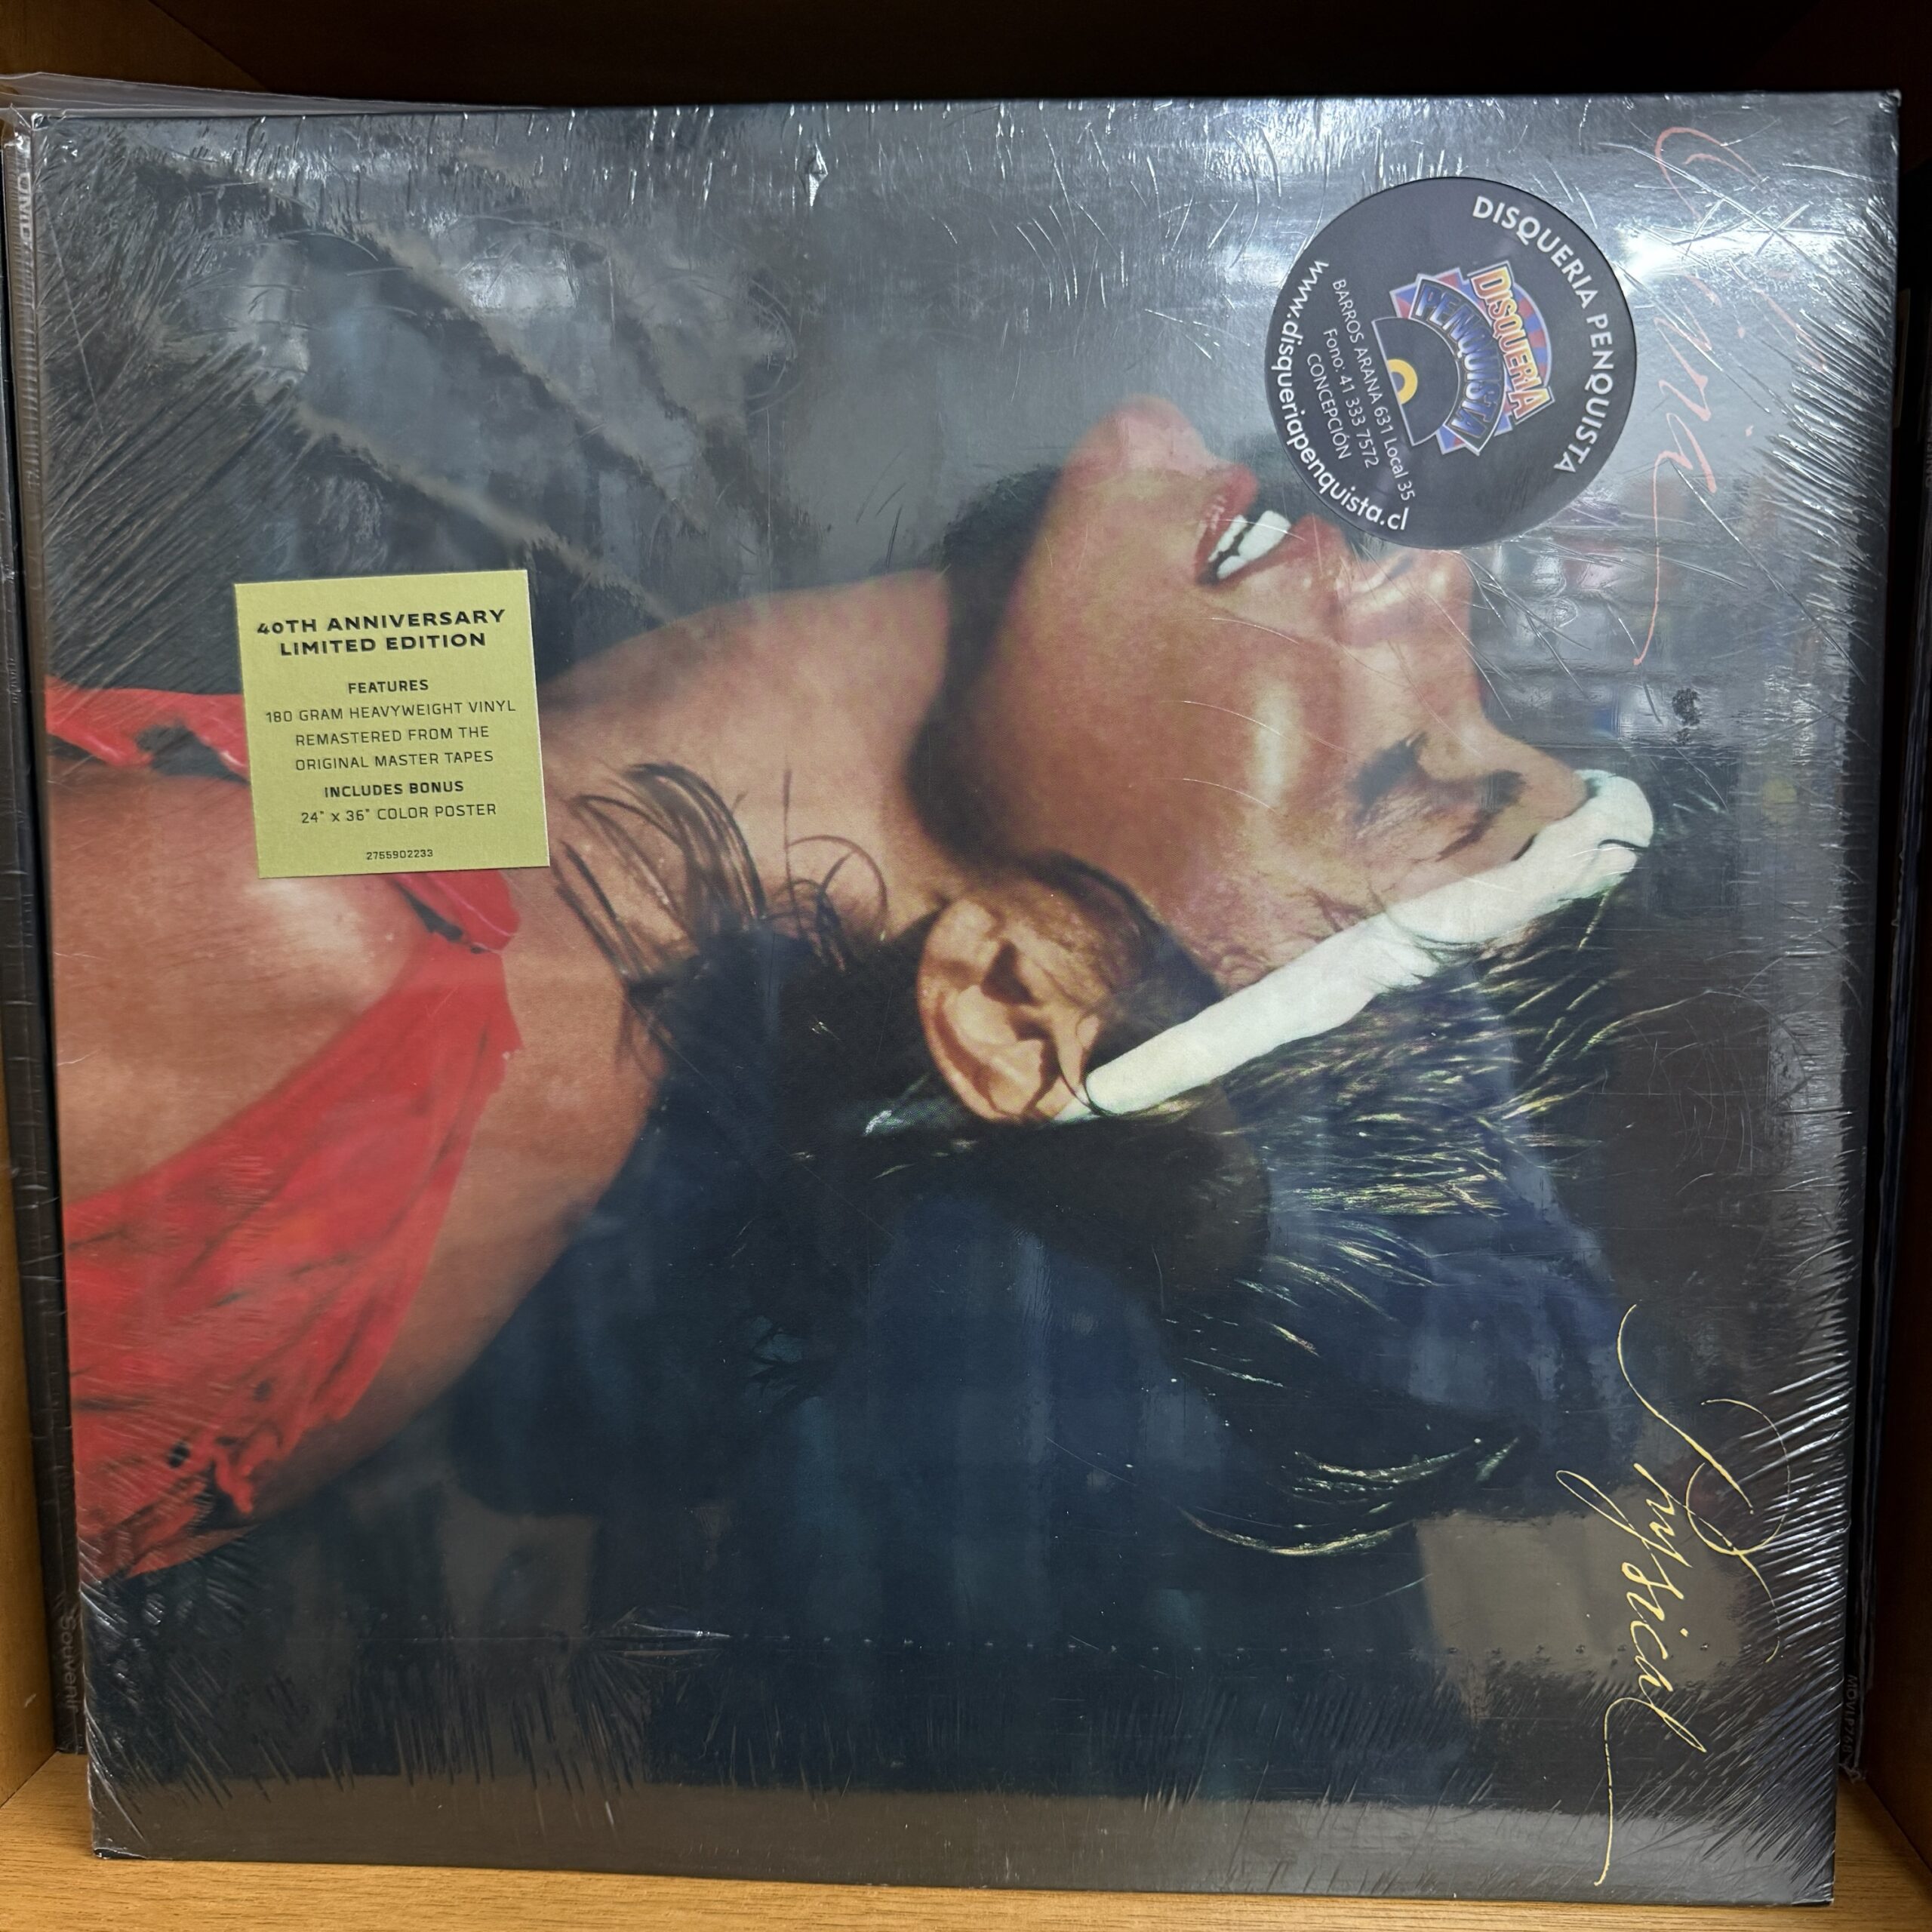 Olivia
DISQUERIA PENQUISTA
DISQUERIA
PENQUISTA
BARROS ARANA 631 Local 35
Fono: 41 333 7572
CONCEPCIÓN
www.disqueriapenquista.cl
40TH ANNIVERSARY
LIMITED EDITION
FEATURES
180 GRAM HEAVYWEIGHT VINYL
REMASTERED FROM THE
ORIGINAL MASTER TAPES
INCLUDES BONUS
24" x 36" COLOR POSTER
2755902233
Physical
Souvenir